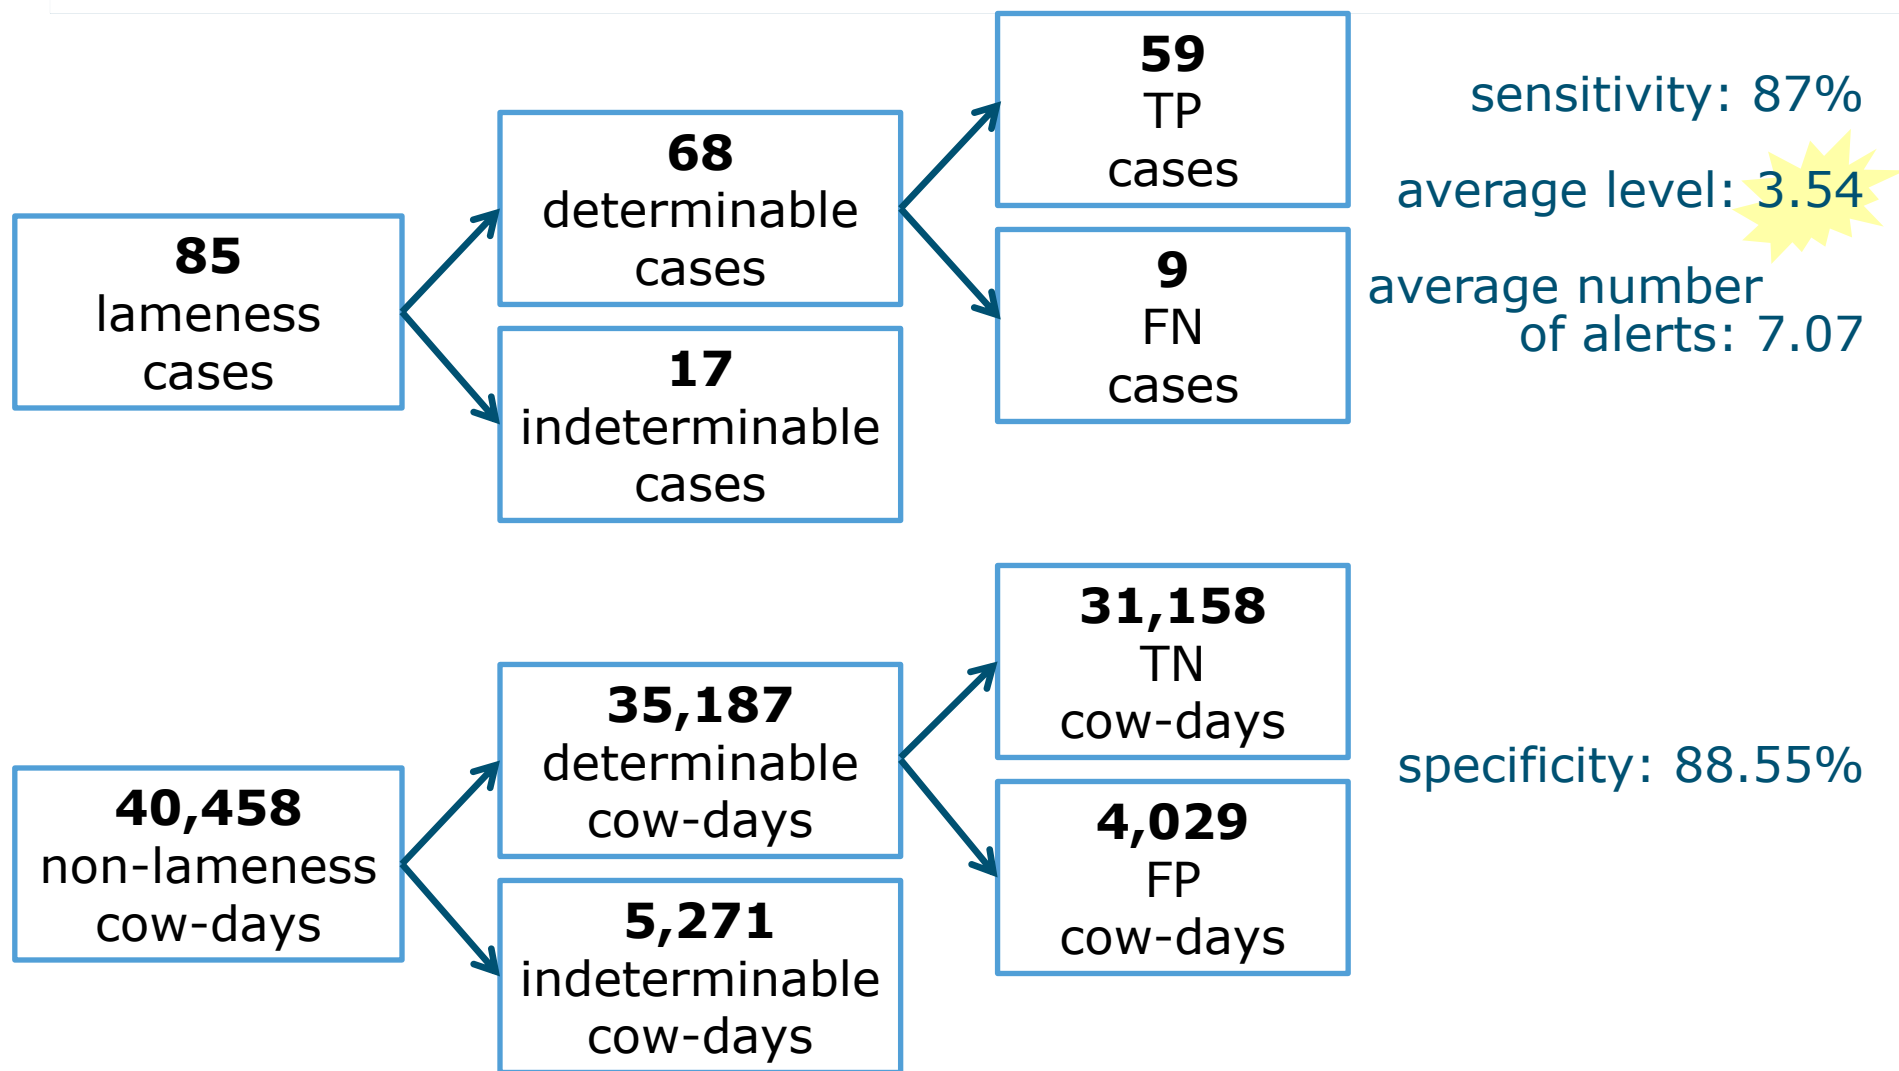 85
lameness
cases
68
determinable
cases
17
indeterminable
cases
59
TP
cases
9
FN
cases
sensitivity: 87%
average level: 3.54
average number
of alerts: 7.07
40,458
non-lameness
cow-days
35,187
determinable
cow-days
5,271
indeterminable
cow-days
31,158
TN
cow-days
4,029
FP
cow-days
specificity: 88.55%